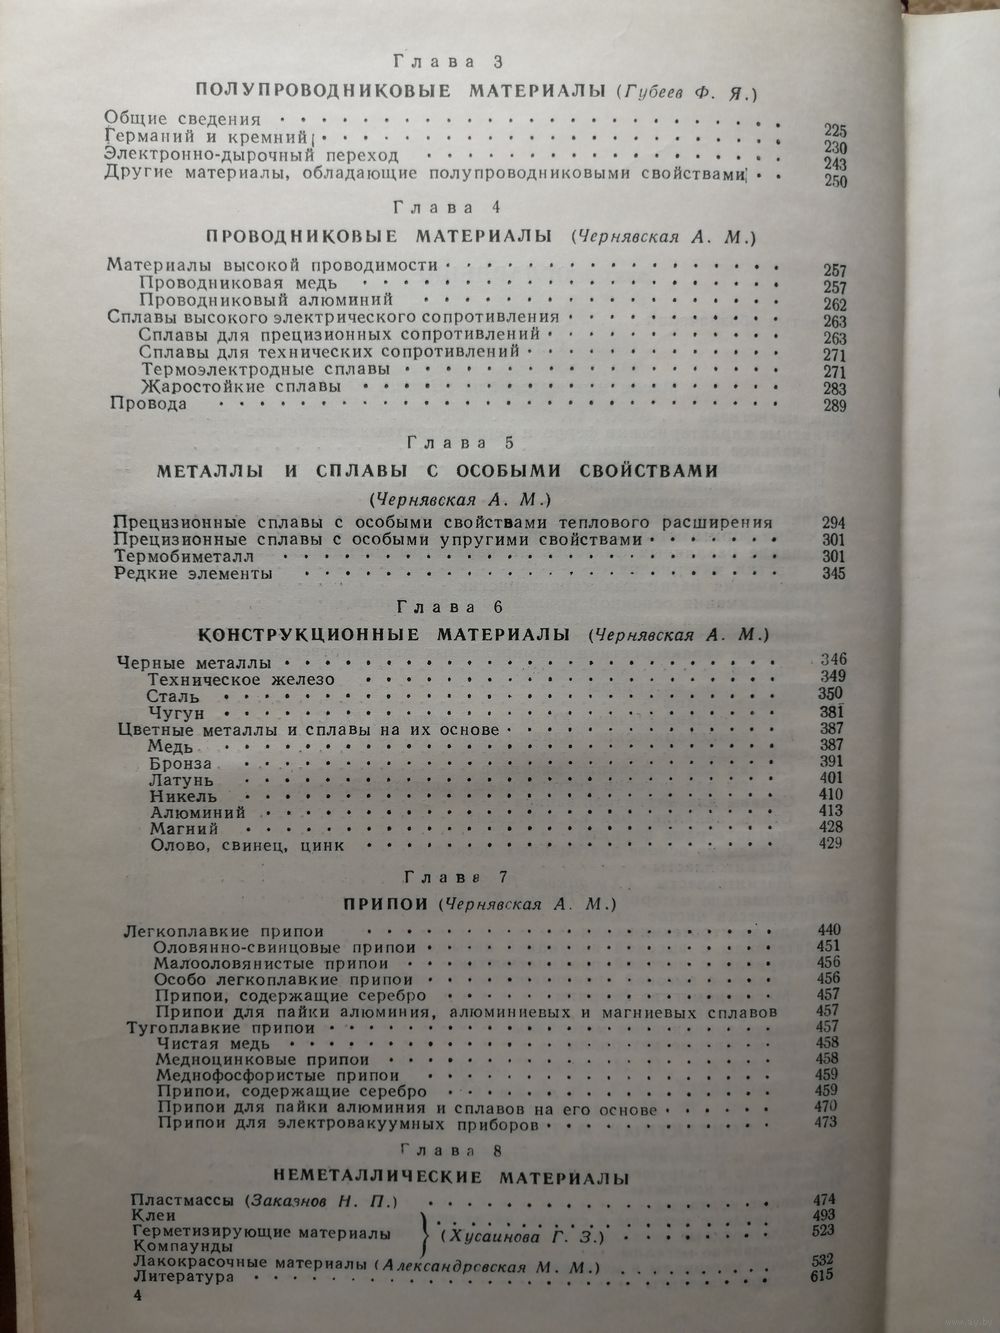 Глава 3
ПОЛУПРОВОДНИКОВЫЕ МАТЕРИАЛЫ (Губеев Ф. Я.)
Общие сведения 225
Германий и кремний 230
Электронно-дырочный переход 243
Другие материалы, обладающие полупроводниковыми свойствами 250
Глава 4
ПРОВОДНИКОВЫЕ МАТЕРИАЛЫ (Чернявская А. М.)
Материалы высокой проводимости 257
Проводниковая медь 257
Проводниковый алюминий 262
Сплавы высокого электрического сопротивления 263
Сплавы для прецизионных сопротивлений 263
Сплавы для технических сопротивлений 271
Термоэлектродные сплавы 271
Жаростойкие сплавы 283
Провода 289
Глава 5
МЕТАЛЛЫ И СПЛАВЫ С ОСОБЫМИ СВОЙСТВАМИ
(Чернявская А. М.)
Прецизионные сплавы с особыми свойствами теплового расширения 294
Прецизионные сплавы с особыми упругими свойствами 301
Термобиметалл 301
Редкие элементы 345
Глава 6
КОНСТРУКЦИОННЫЕ МАТЕРИАЛЫ (Чернявская А. М.)
Черные металлы 346
Техническое железо 349
Сталь 350
Чугун 381
Цветные металлы и сплавы на их основе 387
Медь 387
Бронза 391
Латунь 401
Никель 410
Алюминий 413
Магний 428
Олово, свинец, цинк 429
Глава 7
ПРИПОИ (Чернявская А. М.)
Легкоплавкие припои 440
Оловянно-свинцовые припои 451
Малооловянистые припои 456
Особо легкоплавкие припои 456
Припои, содержащие серебро 457
Припои для пайки алюминия, алюминиевых и магниевых сплавов 457
Тугоплавкие припои 457
Чистая медь 458
Медноцинковые припои 458
Меднофосфористые припои 459
Припои, содержащие серебро 459
Припои для пайки алюминия и сплавов на его основе 470
Припои для электровакуумных приборов 473
Глава 8
НЕМЕТАЛЛИЧЕСКИЕ МАТЕРИАЛЫ
Пластмассы (Заказнов Н. П.) 474
Клеи 493
Герметизирующие материалы (Хусаинова Г. З.) 523
Компаунды
Лакокрасочные материалы (Александровская М. М.) 532
Литература 615
4
www.ay.by